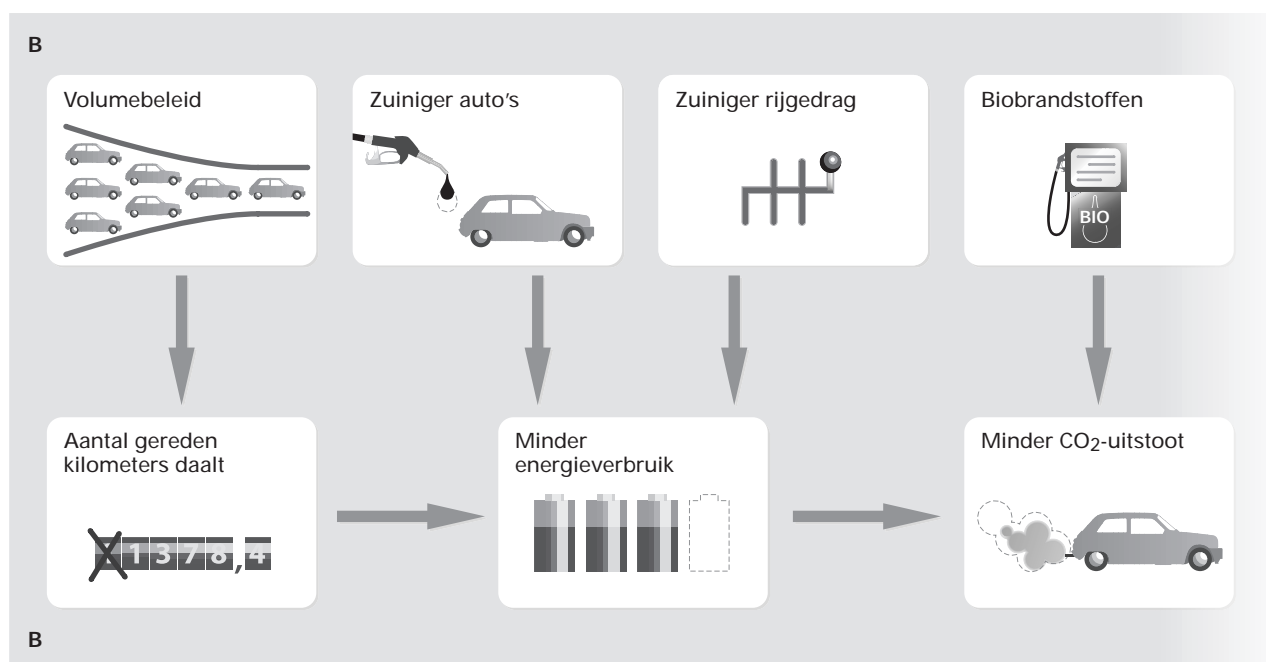 B
Volumebeleid
Zuiniger auto's
Zuiniger rijgedrag
Biobrandstoffen
BIO
Aantal gereden
kilometers daalt
1378,4
Minder
energieverbruik
Minder CO2-uitstoot
B